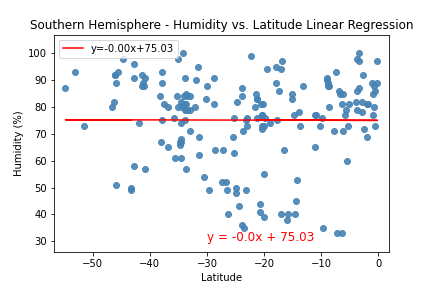 Southern Hemisphere - Humidity vs. Latitude Linear Regression
y=-0.00x+75.03
100
90
80
70
60
50
40
30
Humidity (%)
y = -0.0x + 75.03
−50
−40
−30
−20
−10
0
Latitude